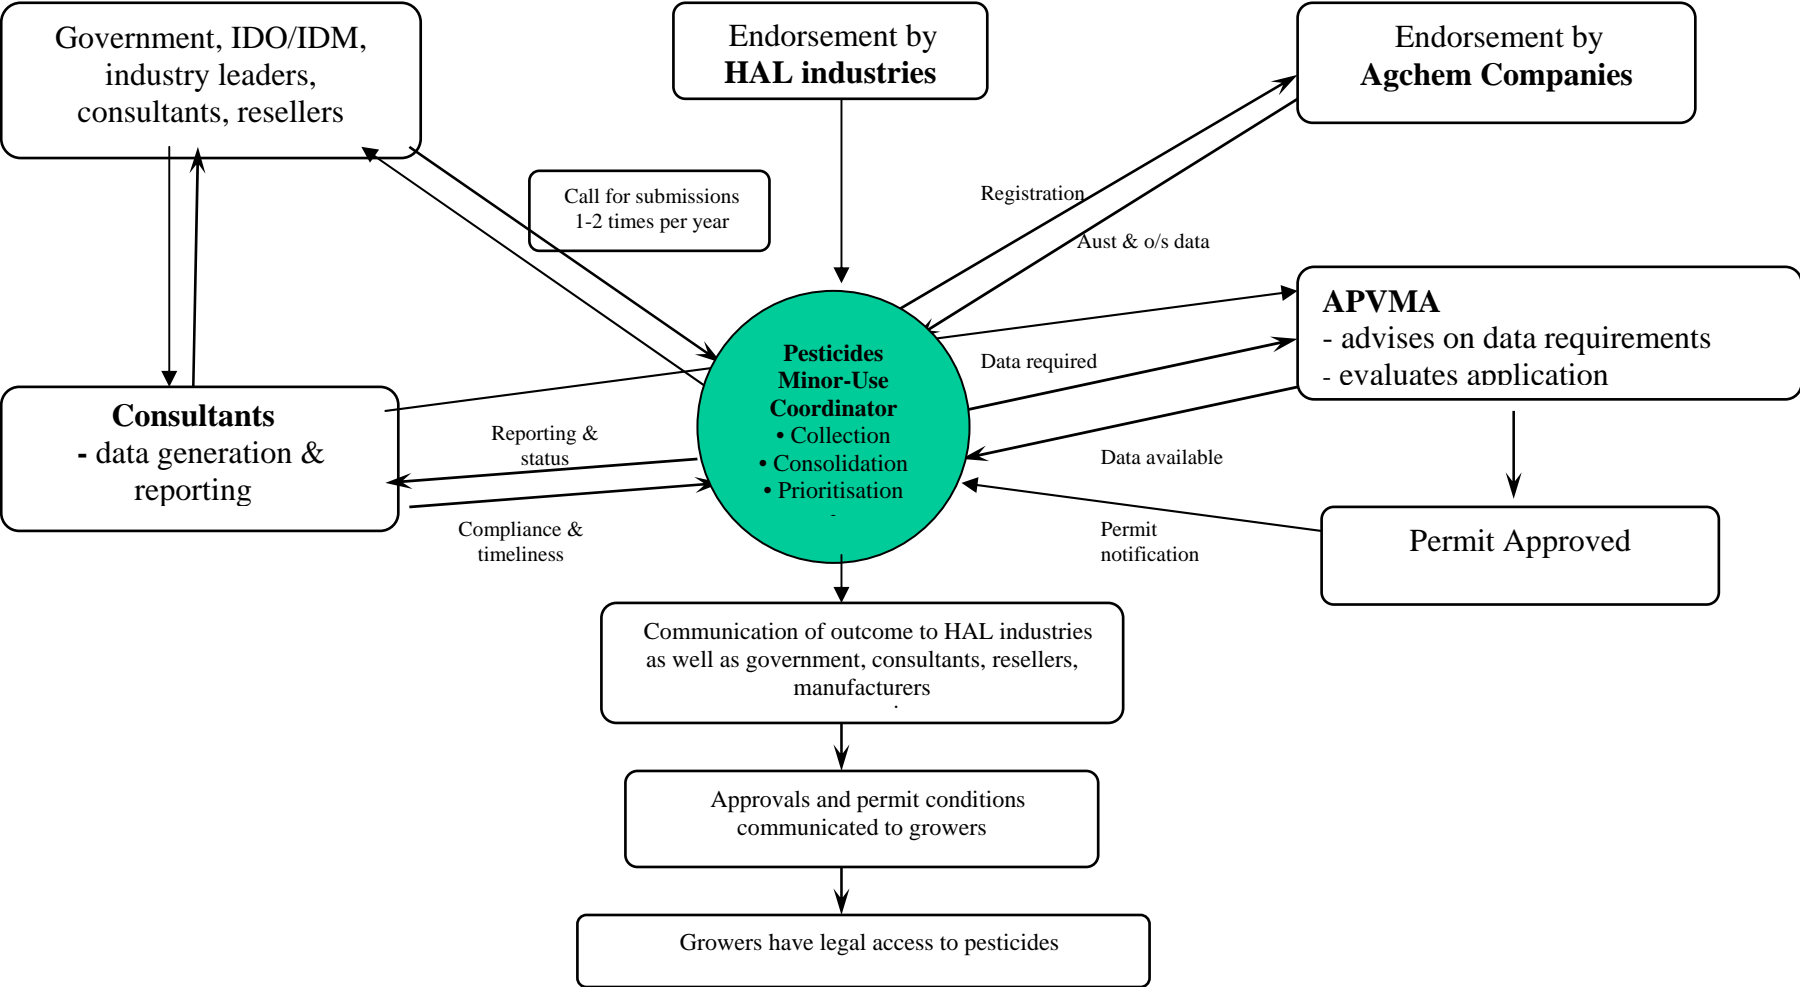 Government, IDO/IDM,
industry leaders,
consultants, resellers
Endorsement by
HAL industries
Endorsement by
Agchem Companies
Call for submissions
1-2 times per year
Registration
Aust & o/s data
APVMA
- advises on data requirements
- evaluates application
Pesticides
Minor-Use
Coordinator
• Collection
• Consolidation
• Prioritisation
-
Data required
Consultants
- data generation &
reporting
Reporting &
status
Data available
Compliance &
timeliness
Permit
notification
Permit Approved
Communication of outcome to HAL industries
as well as government, consultants, resellers,
manufacturers
.
Approvals and permit conditions
communicated to growers
Growers have legal access to pesticides